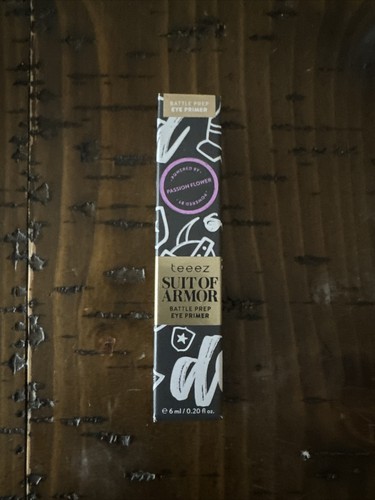 BATTLE PREP
EYE PRIMER
POWERED BY
PASSION FLOWER
teeez
SUIT OF
ARMOR
BATTLE PREP
EYE PRIMER
℮ 6 ml / 0.20 fl oz.